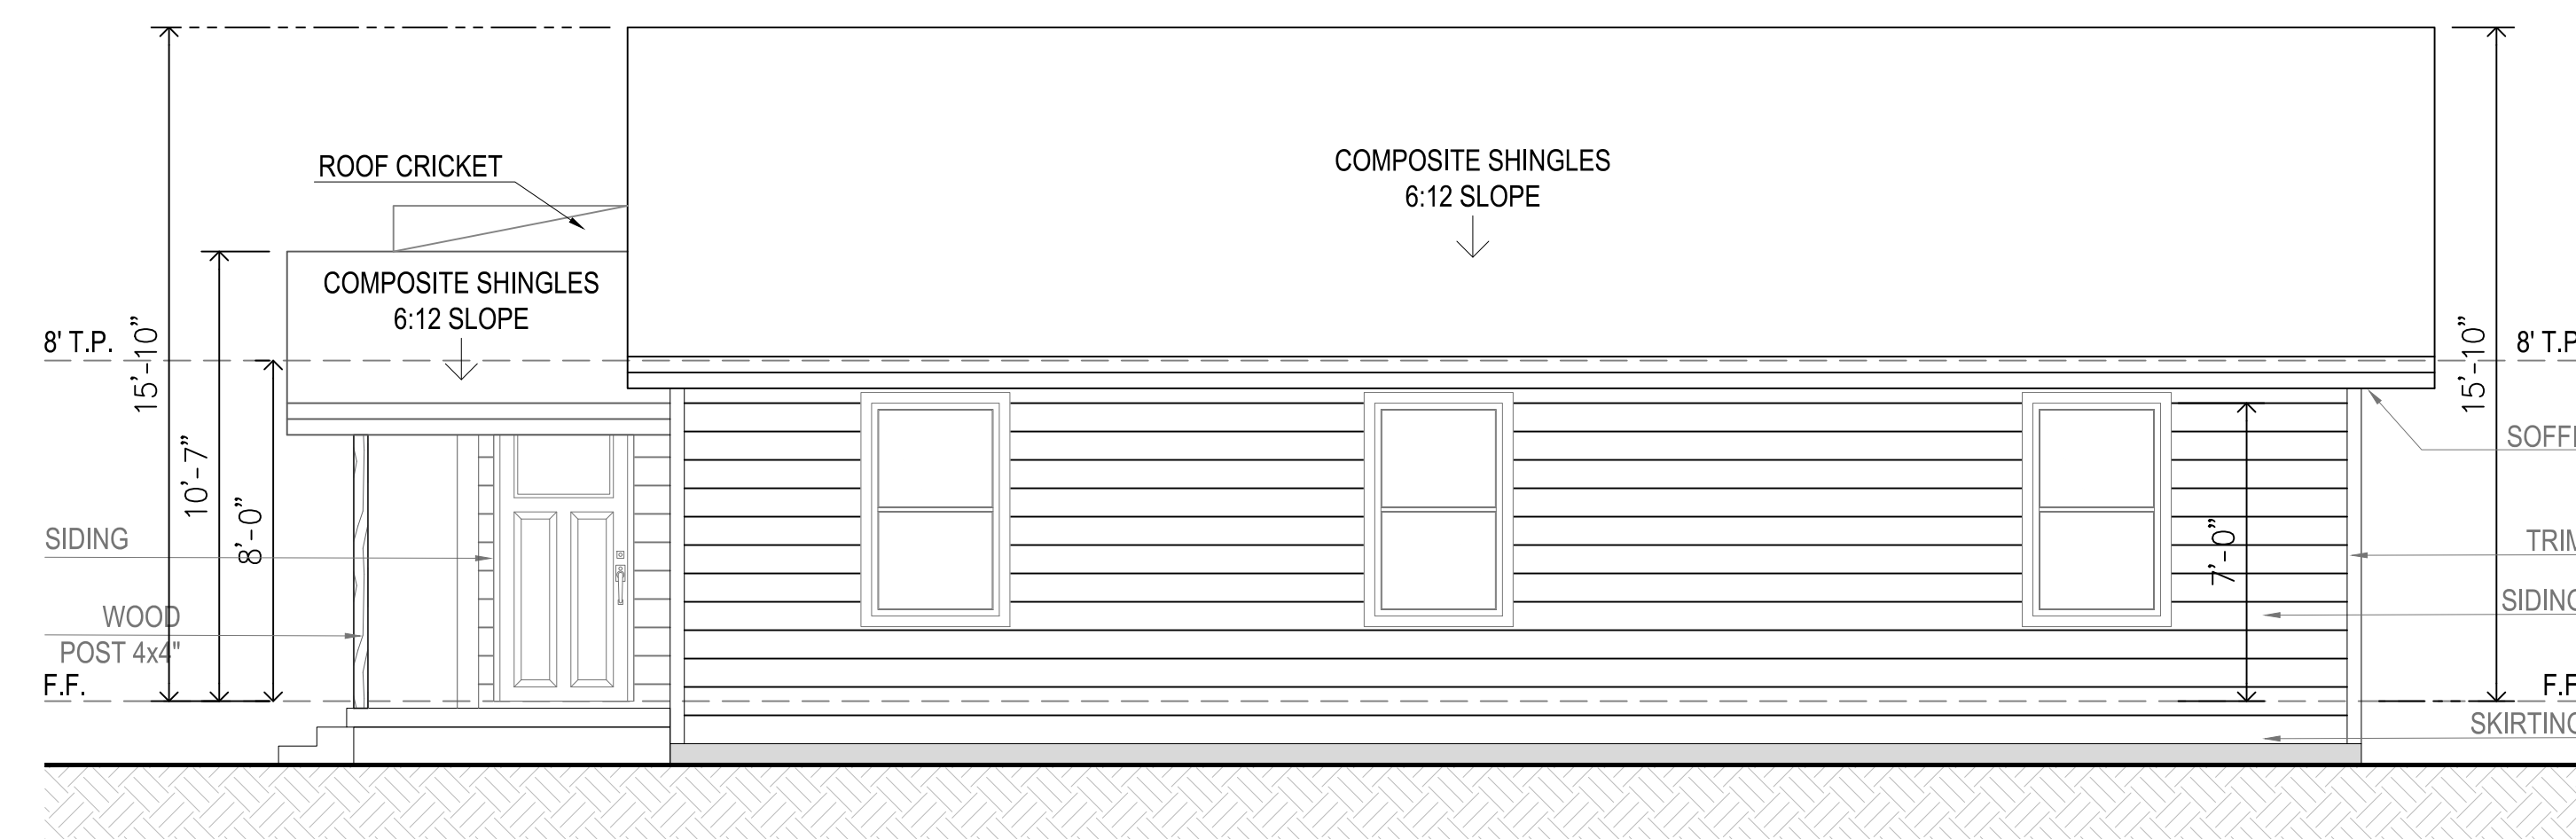 ROOF CRICKET
COMPOSITE SHINGLES
6:12 SLOPE
COMPOSITE SHINGLES
6:12 SLOPE
8' T.P.
15'-10"
10'-7"
8'-0"
SIDING
WOOD
POST 4x4"
F.F.
15'-10"
8' T.P
SOFFI
TRIM
7'-0"
SIDING
F.F
SKIRTING